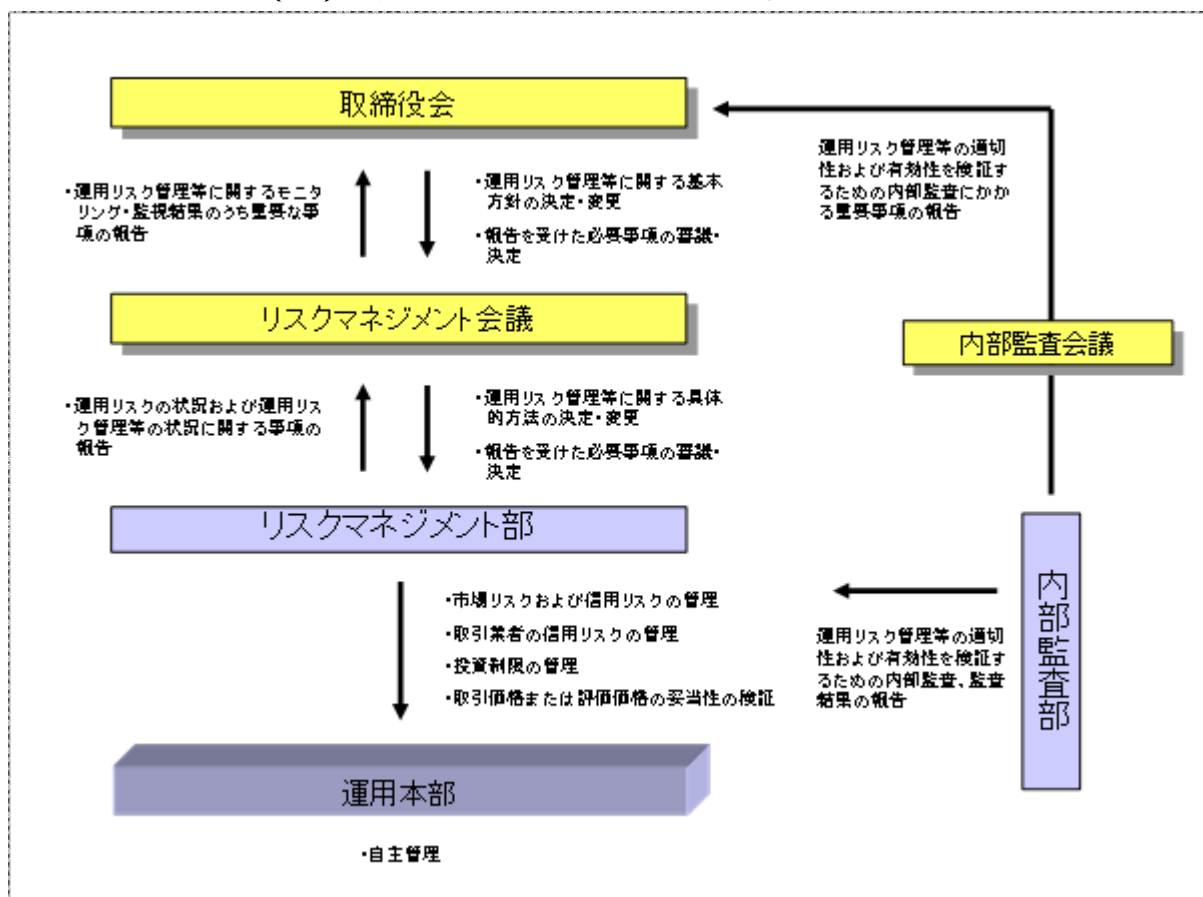 取締役会
・運用リスク管理等に関するモニタ
リング・監視結果のうち重要な事
項の報告
・運用リスク管理等に関する基本
方針の決定・変更
・報告を受けた必要事項の審議・
決定
運用リスク管理等の適切
性および有効性を検証す
るための内部監査にかか
る重要事項の報告
リスクマネジメント会議
内部監査会議
・運用リスクの状況および運用リス
ク管理等の状況に関する事項の
報告
・運用リスク管理等に関する具体
的方法の決定・変更
・報告を受けた必要事項の審議・
決定
リスクマネジメント部
内部監査部
・市場リスクおよび信用リスクの管理
・取引業者の信用リスクの管理
・投資制限の管理
・取引価格または評価価格の妥当性の検証
運用リスク管理等の適切
性および有効性を検証す
るための内部監査、監査
結果の報告
運用本部
・自主管理